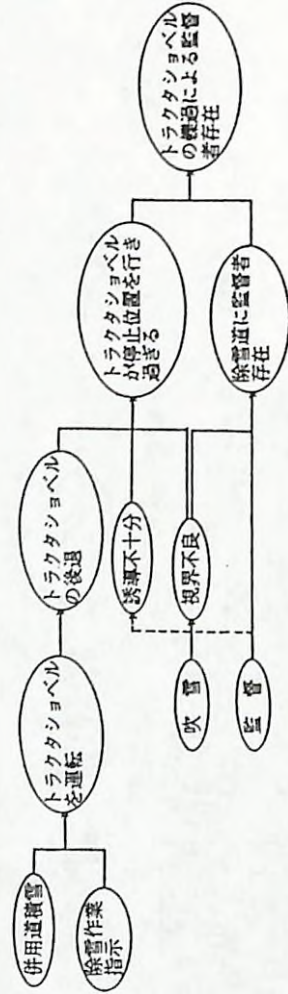 併用道積雪
除雪作業
指示
トラクタショベル
を運転
トラクタショベル
の後退
誘導不十分
視界不良
吹雪
監督
トラクタショベル
が停止位置を行き
過ぎる
除雪道に監督者
存在
トラクタショベル
の轢過による監督
者存在